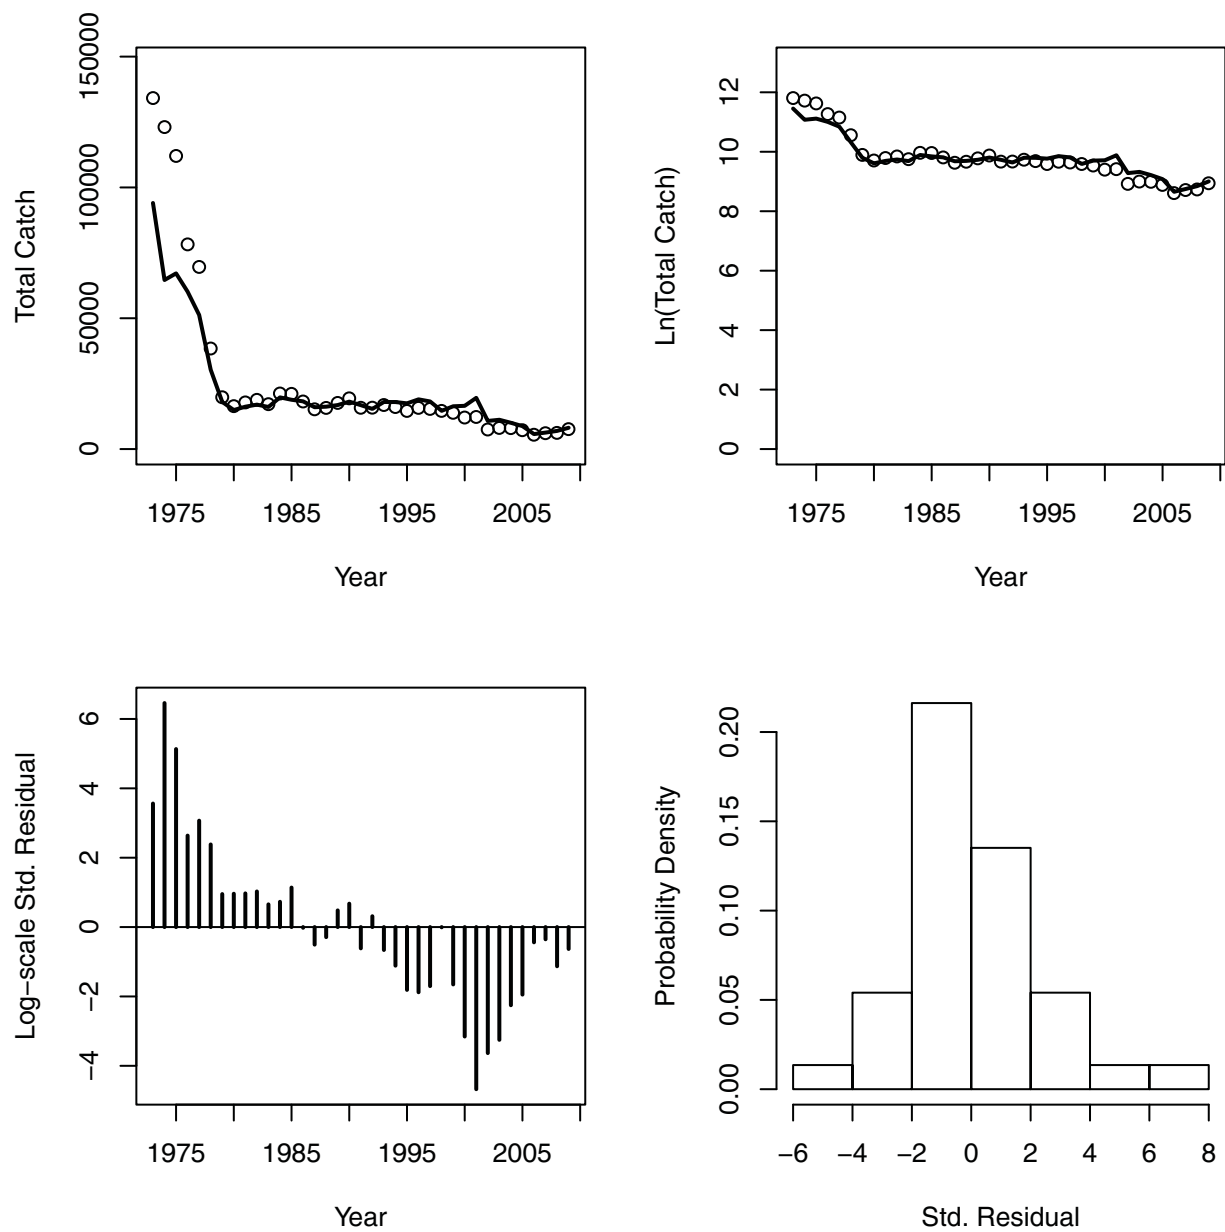 Total Catch
150000
100000
50000
0
1975 1985 1995 2005
Year
Ln(Total Catch)
12
10
8
6
4
2
0
1975 1985 1995 2005
Year
Log−scale Std. Residual
6
4
2
0
−2
−4
1975 1985 1995 2005
Year
Probability Density
0.20
0.15
0.10
0.05
0.00
−6 −4 −2 0 2 4 6 8
Std. Residual